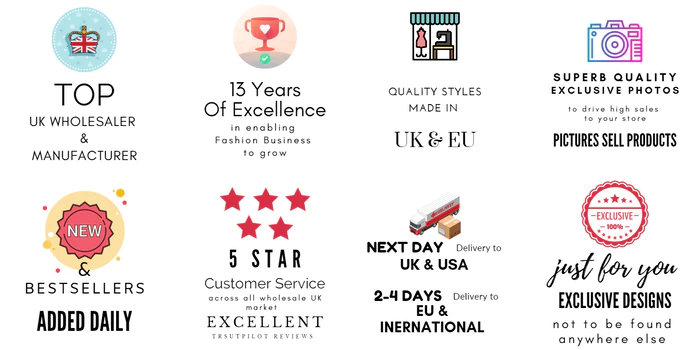 TOP
UK WHOLESALER
&
MANUFACTURER
13 Years
Of Excellence
in enabling
Fashion Business
to grow
QUALITY STYLES
MADE IN
UK & EU
SUPERB QUALITY
EXCLUSIVE PHOTOS
to drive high sales
to your store
PICTURES SELL PRODUCTS
NEW
&
BESTSELLERS
ADDED DAILY
5 STAR
Customer Service
across all wholesale UK
market
EXCELLENT
TRSUTPILOT REVIEWS
NEXT DAY Delivery to
UK & USA
2-4 DAYS Delivery to
EU &
INERNATIONAL
EXCLUSIVE
100%
just for you
EXCLUSIVE DESIGNS
not to be found
anywhere else